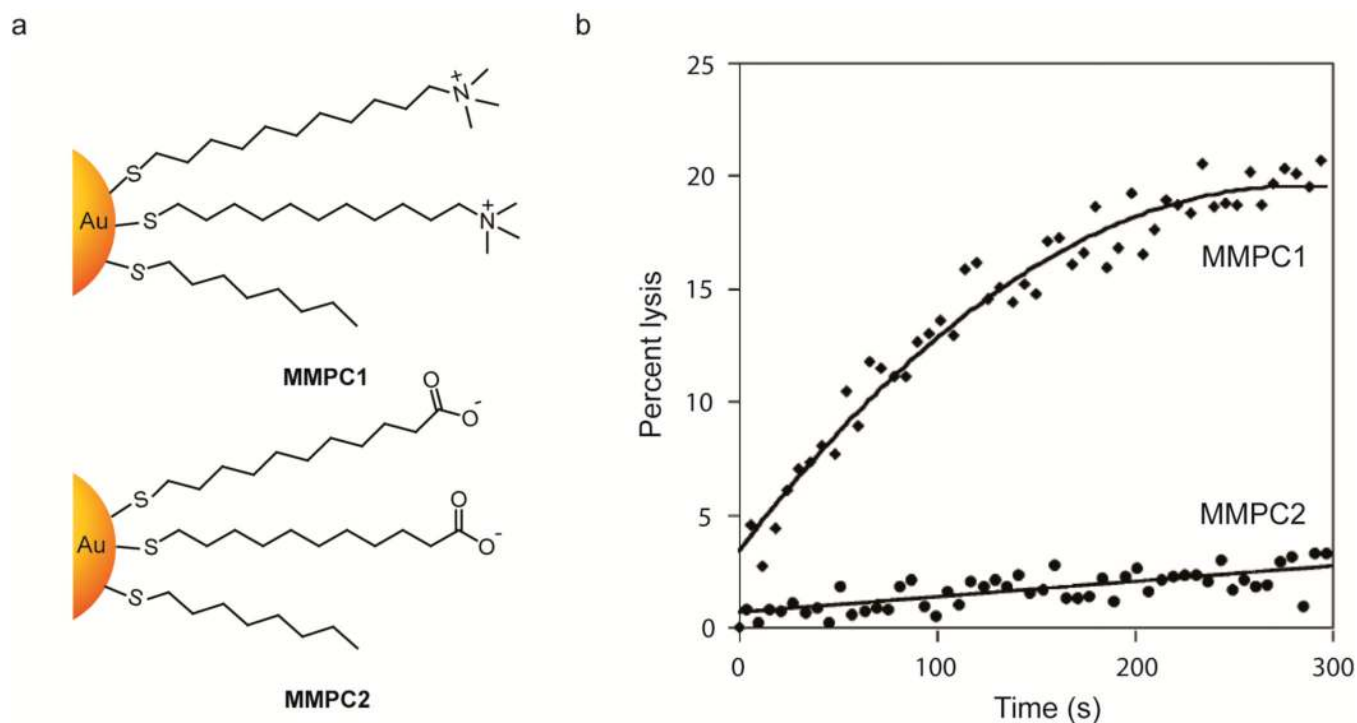 a
N
+
S
Au
S
N
+
S
MMPC1
O
O
-
S
O
Au
S
O
-
S
MMPC2
b
25
20
MMPC1
15
Percent lysis
10
MMPC2
5
0
0 100 200 300
Time (s)